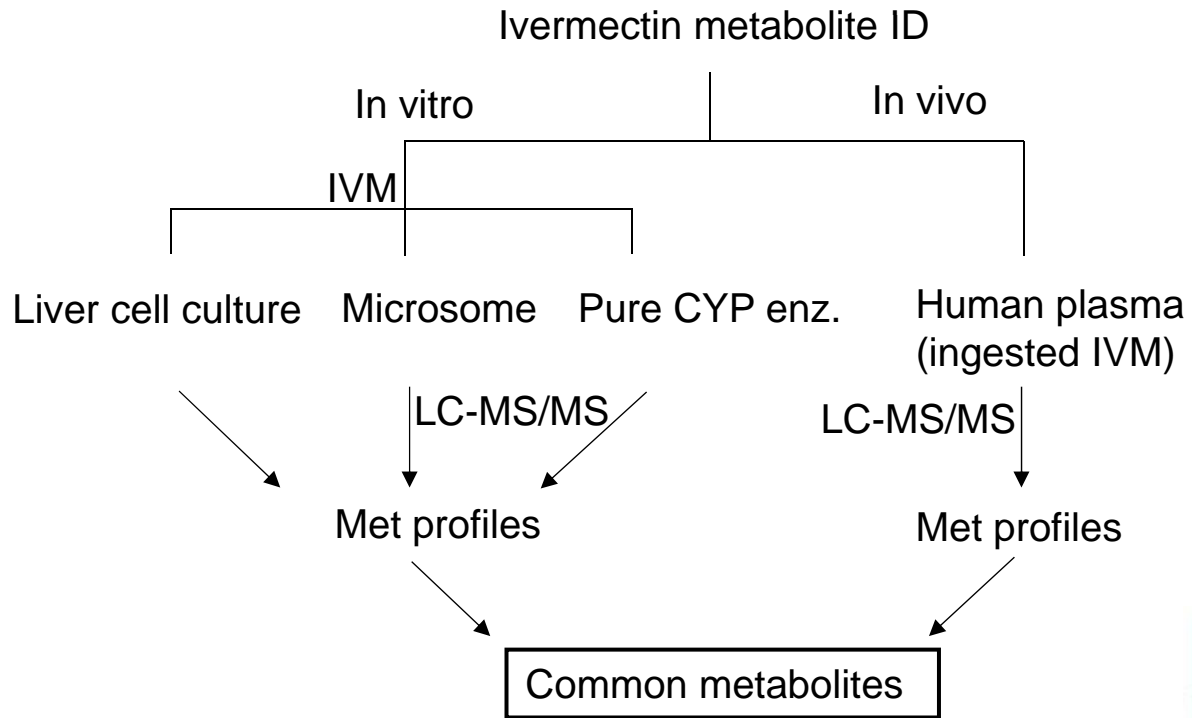 Ivermectin metabolite ID
In vitro
In vivo
IVM
Liver cell culture
Microsome
Pure CYP enz.
Human plasma
(ingested IVM)
LC-MS/MS
LC-MS/MS
Met profiles
Met profiles
Common metabolites